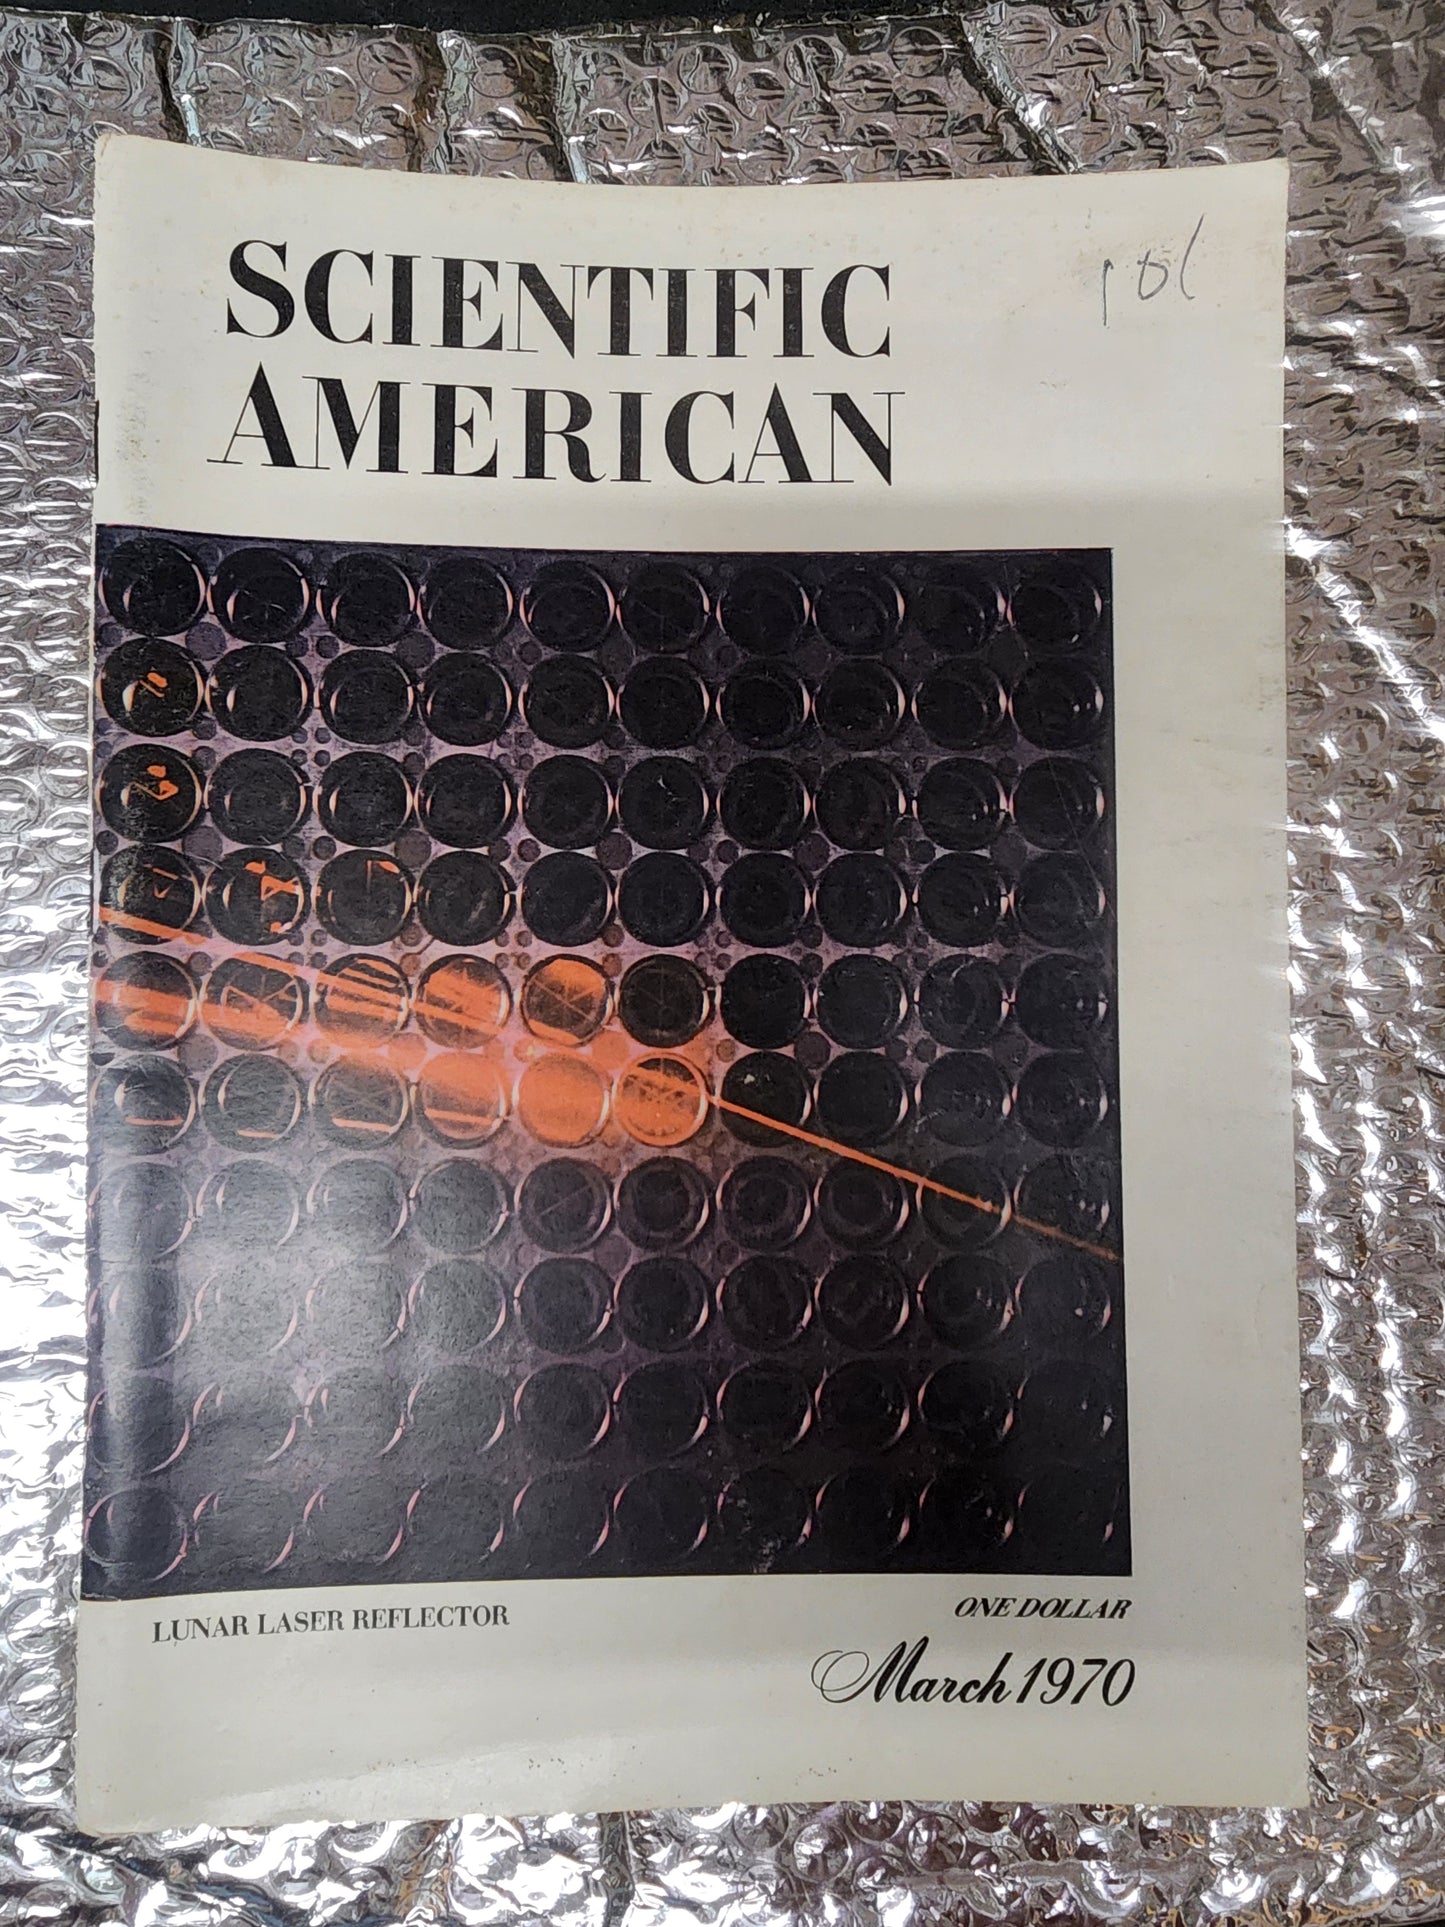 SCIENTIFIC
AMERICAN
LUNAR LASER REFLECTOR
ONE DOLLAR
March 1970